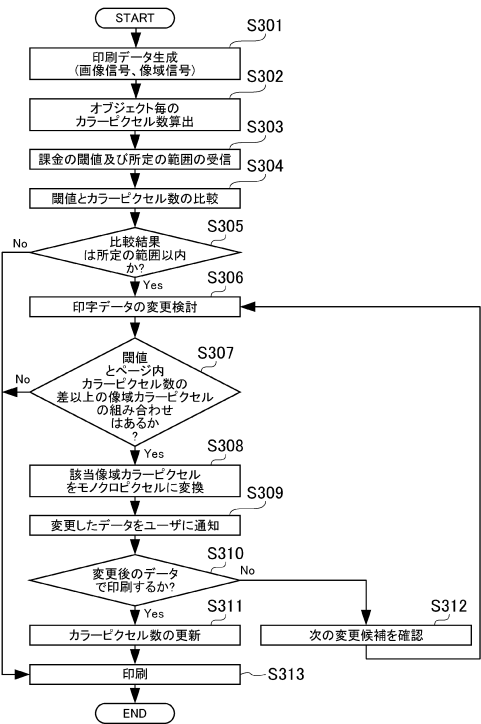 START
S301
印刷データ生成
(画像信号、像域信号)
S302
オブジェクト毎の
カラーピクセル数算出
S303
課金の閾値及び所定の範囲の受信
S304
閾値とカラーピクセル数の比較
S305
比較結果
は所定の範囲以内
か?
No
Yes
S306
印字データの変更検討
S307
閾値
とページ内
カラーピクセル数の
差以上の像域カラーピクセル
の組み合わせ
はあるか
?
No
Yes
S308
該当像域カラーピクセル
をモノクロピクセルに変換
S309
変更したデータをユーザに通知
S310
変更後のデータ
で印刷するか?
No
Yes
S311
カラーピクセル数の更新
S312
次の変更候補を確認
印刷
S313
END